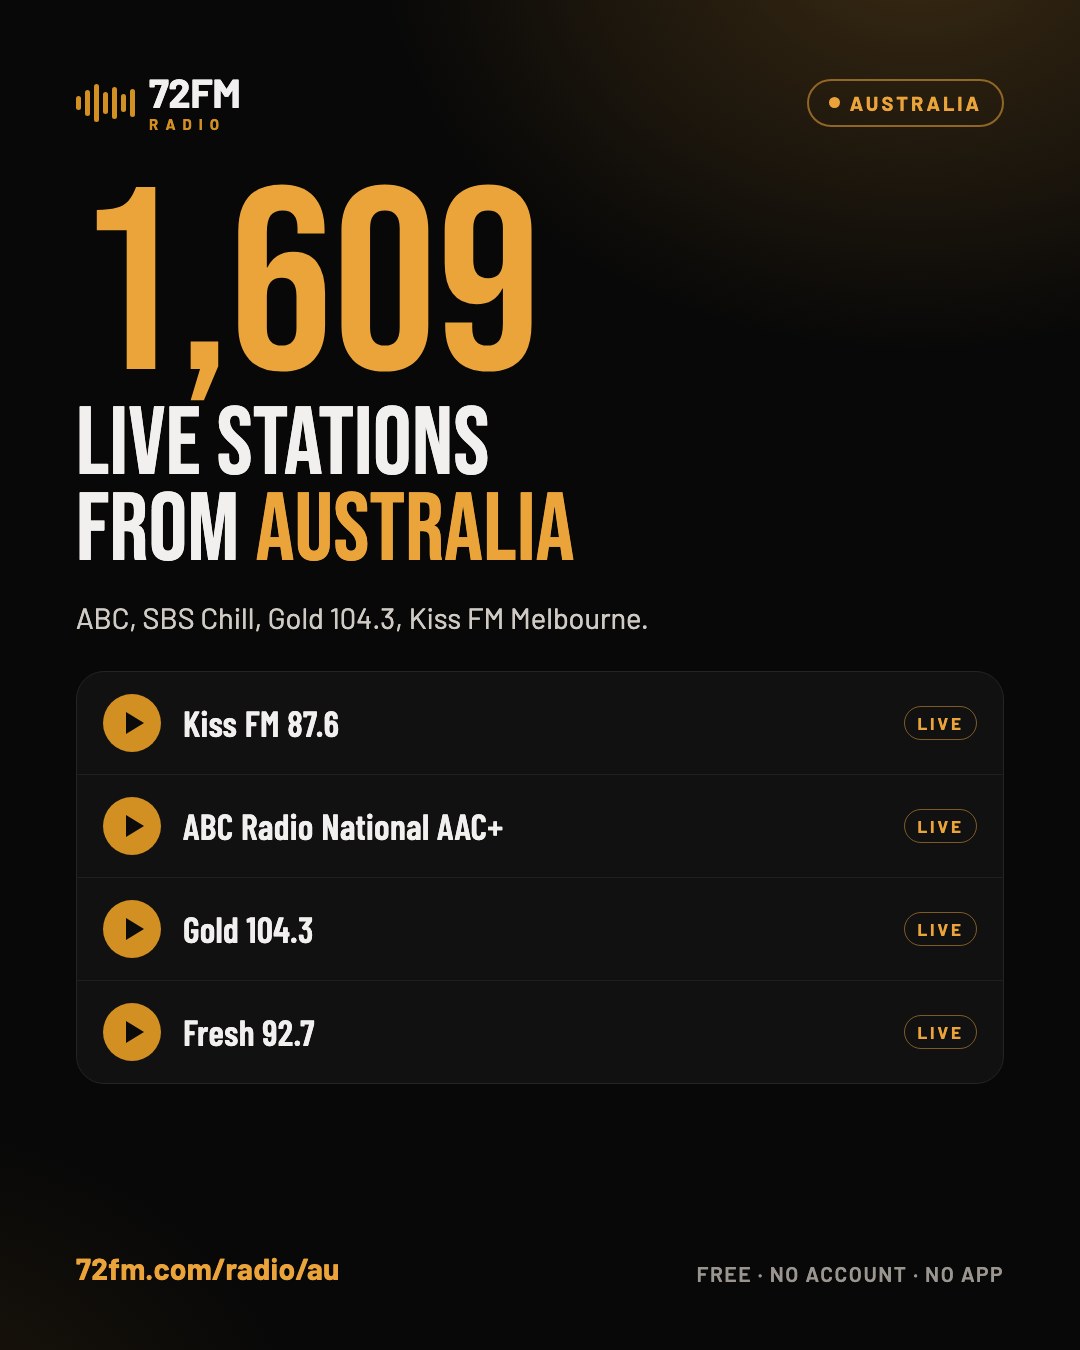 72FM
RADIO
AUSTRALIA
1,609
LIVE STATIONS
FROM AUSTRALIA
ABC, SBS Chill, Gold 104.3, Kiss FM Melbourne.
Kiss FM 87.6
LIVE
ABC Radio National AAC+
LIVE
Gold 104.3
LIVE
Fresh 92.7
LIVE
72fm.com/radio/au
FREE · NO ACCOUNT · NO APP